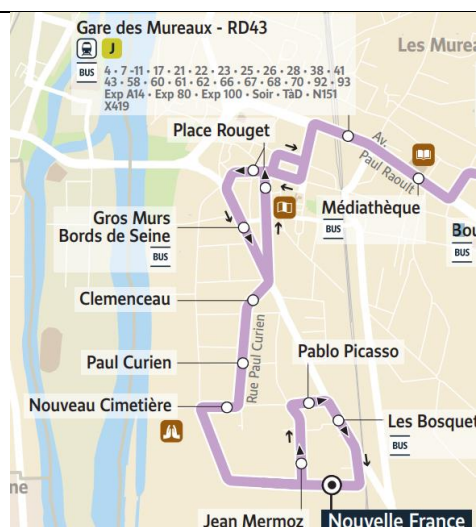 Gare des Mureaux - RD43
J
BUS
4 • 7 -11 • 17 • 21 • 22 • 23 • 25 • 26 • 28 • 38 • 41
43 • 58 • 60 • 61 • 62 • 66 • 67 • 68 • 70 • 92 • 93
Exp A14 • Exp 80 • Exp 100 • Soir • TàD • N151
X419
Les Murea
Place Rouget
Av.
Paul Raoult
Médiathèque
BUS
Bou
BUS
Gros Murs
Bords de Seine
BUS
Clemenceau
Rue Paul Curien
Paul Curien
Pablo Picasso
Nouveau Cimetière
Les Bosquet
BUS
ne
Jean Mermoz
Nouvelle France